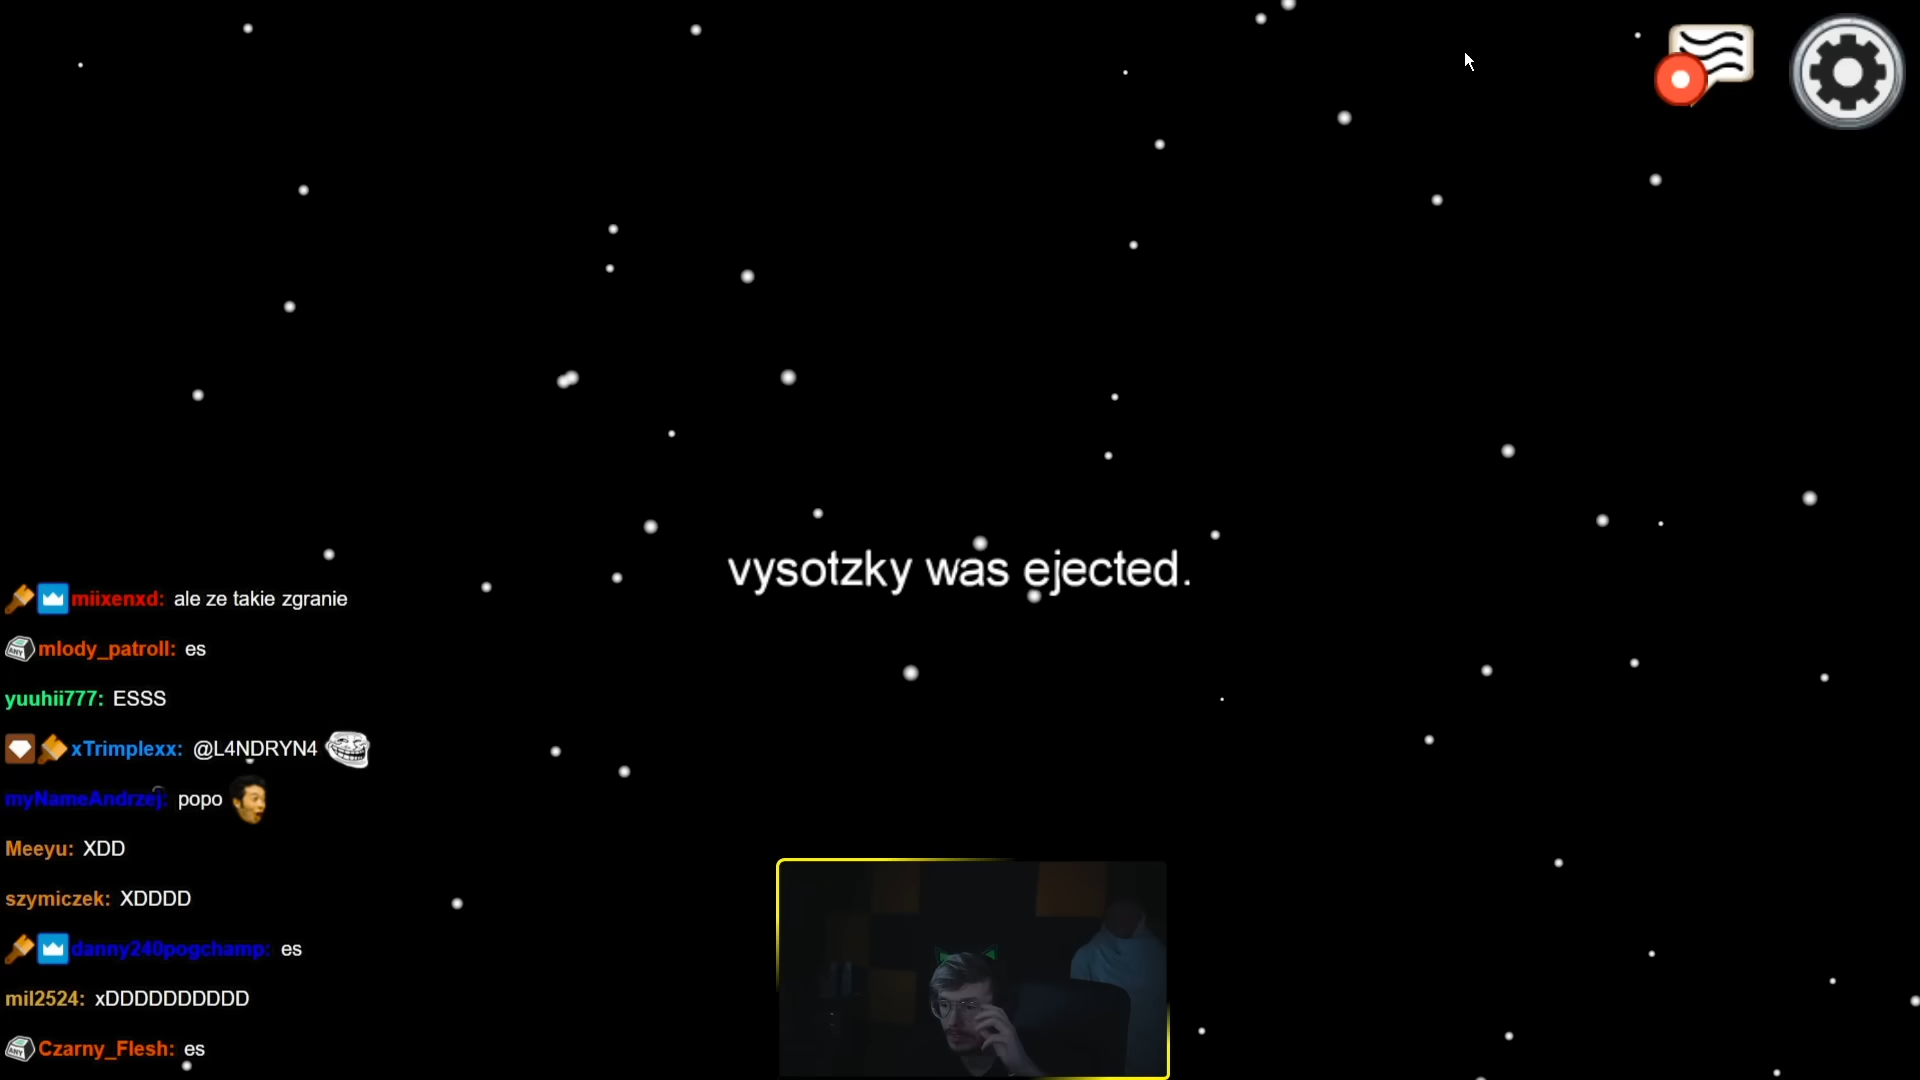 vysotzky was ejected.
miixenxd: ale ze takie zgranie
mlody_patroll: es
yuuhii777: ESSS
xTrimplexx: @L4NDRYN4
myNameAndrzej: popo
Meeyu: XDD
szymiczek: XDDDD
danny240pogchamp: es
mil2524: xDDDDDDDDDD
Czarny_Flesh: es